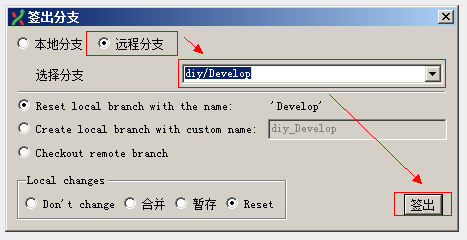 签出分支
本地分支 远程分支
选择分支 diy/Develop
Reset local branch with the name: 'Develop'
Create local branch with custom name: diy_Develop
Checkout remote branch
Local changes
Don't change 合并 暂存 Reset
签出